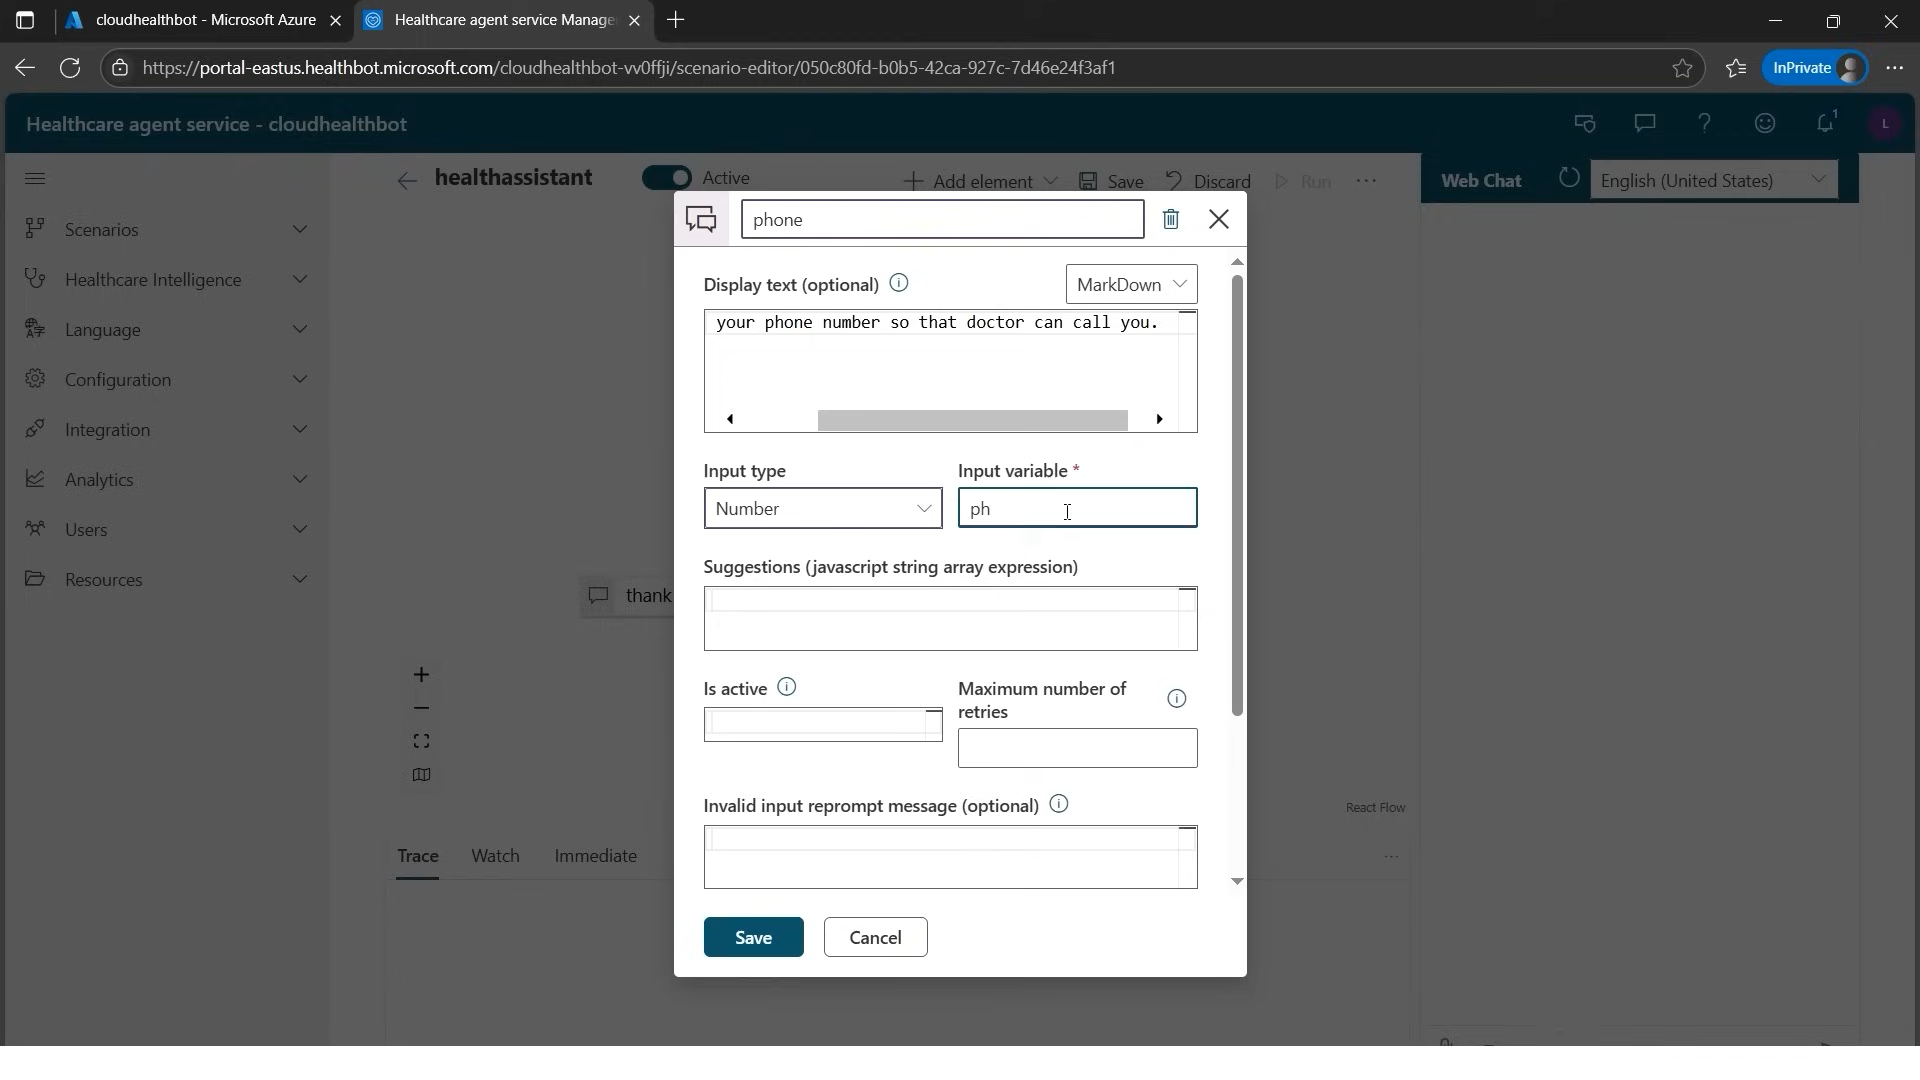 cloudhealthbot - Microsoft Azure
Healthcare agent service Manage
https://portal-eastus.healthbot.microsoft.com/cloudhealthbot-vv0ffji/scenario-editor/050c80fd-b0b5-42ca-927c-7d46e24f3af1
InPrivate
Healthcare agent service - cloudhealthbot
1
L
healthassistant
Active
Add element
Save
Discard
Run
Web Chat
English (United States)
Scenarios
Healthcare Intelligence
Language
Configuration
Integration
Analytics
Users
Resources
phone
Display text (optional)
MarkDown
your phone number so that doctor can call you.
Input type
Input variable *
Number
ph
Suggestions (javascript string array expression)
thank
Is active
Maximum number of
retries
Invalid input reprompt message (optional)
React Flow
Trace
Watch
Immediate
Save
Cancel